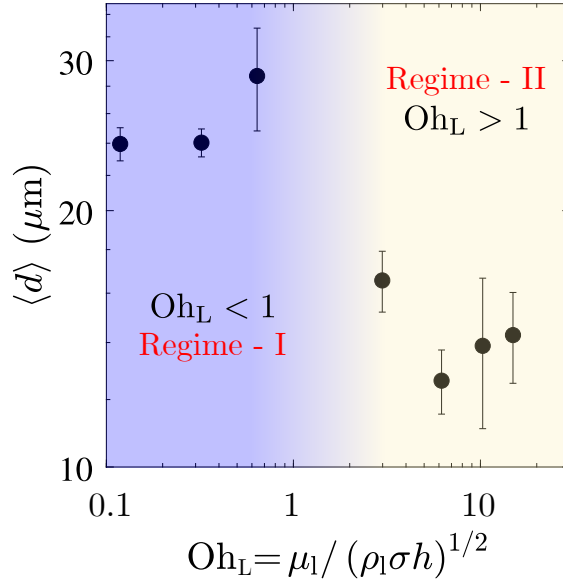 30
20
10
⟨d⟩ (μm)
Regime - II
Oh_L > 1
Oh_L < 1
Regime - I
0.1
1
10
Oh_L = μ_l / (ρ_l σh)^{1/2}